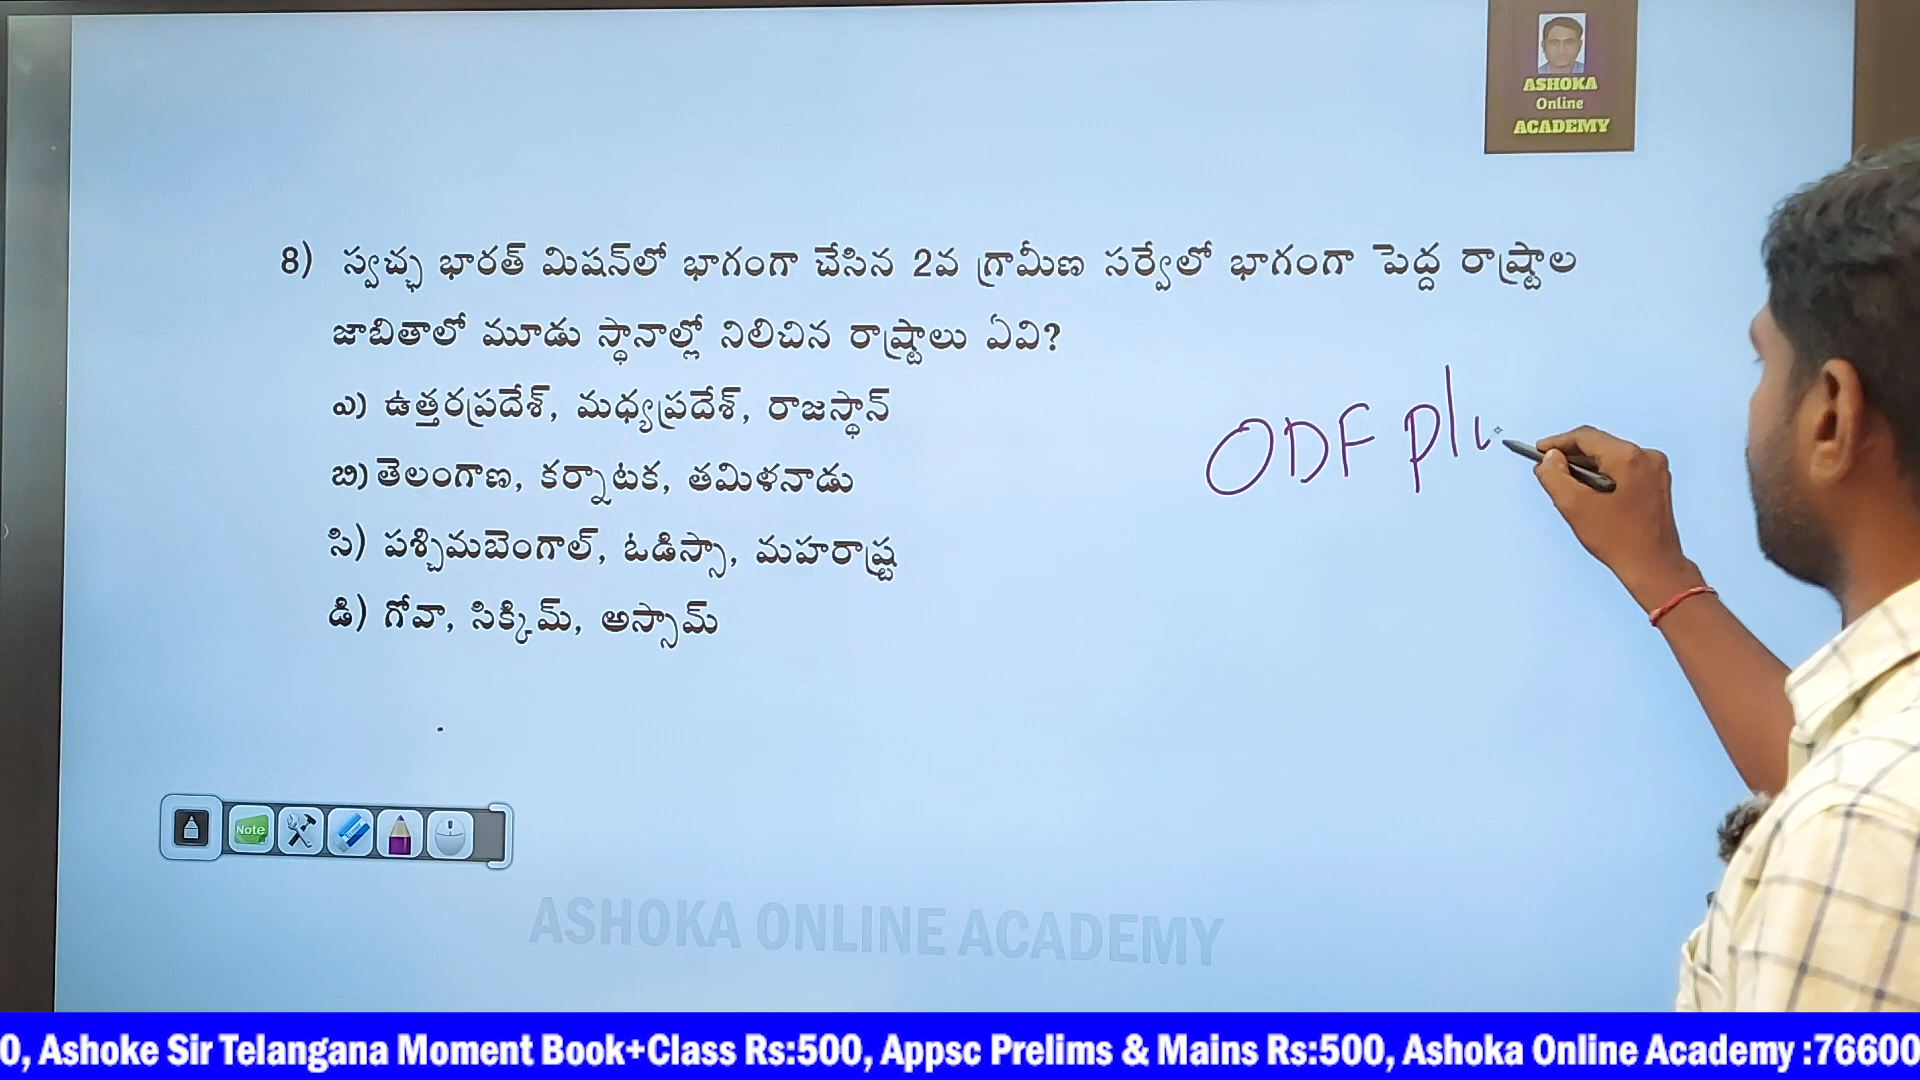 ASHOKA
Online
ACADEMY
8) స్వచ్ఛ భారత్ మిషన్‌లో భాగంగా చేసిన 2వ గ్రామీణ సర్వేలో భాగంగా పెద్ద రాష్ట్రాల
జాబితాలో మూడు స్థానాల్లో నిలిచిన రాష్ట్రాలు ఏవి?
ఎ) ఉత్తరప్రదేశ్, మధ్యప్రదేశ్, రాజస్థాన్
బి) తెలంగాణ, కర్నాటక, తమిళనాడు
సి) పశ్చిమబెంగాల్, ఓడిస్సా, మహరాష్ట్ర
డి) గోవా, సిక్కిమ్, అస్సామ్
ODF plu
Note
ASHOKA ONLINE ACADEMY
0, Ashoke Sir Telangana Moment Book+Class Rs:500, Appsc Prelims & Mains Rs:500, Ashoka Online Academy :76600